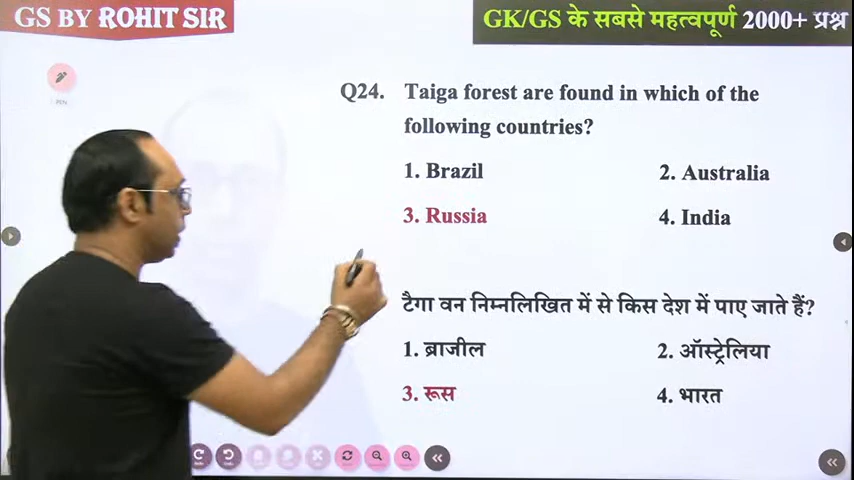 GS BY ROHIT SIR
GK/GS के सबसे महत्वपूर्ण 2000+ प्रश्न
PEN
Q24. Taiga forest are found in which of the
following countries?
1. Brazil
2. Australia
3. Russia
4. India
टैगा वन निम्नलिखित में से किस देश में पाए जाते हैं?
1. ब्राजील
2. ऑस्ट्रेलिया
3. रूस
4. भारत